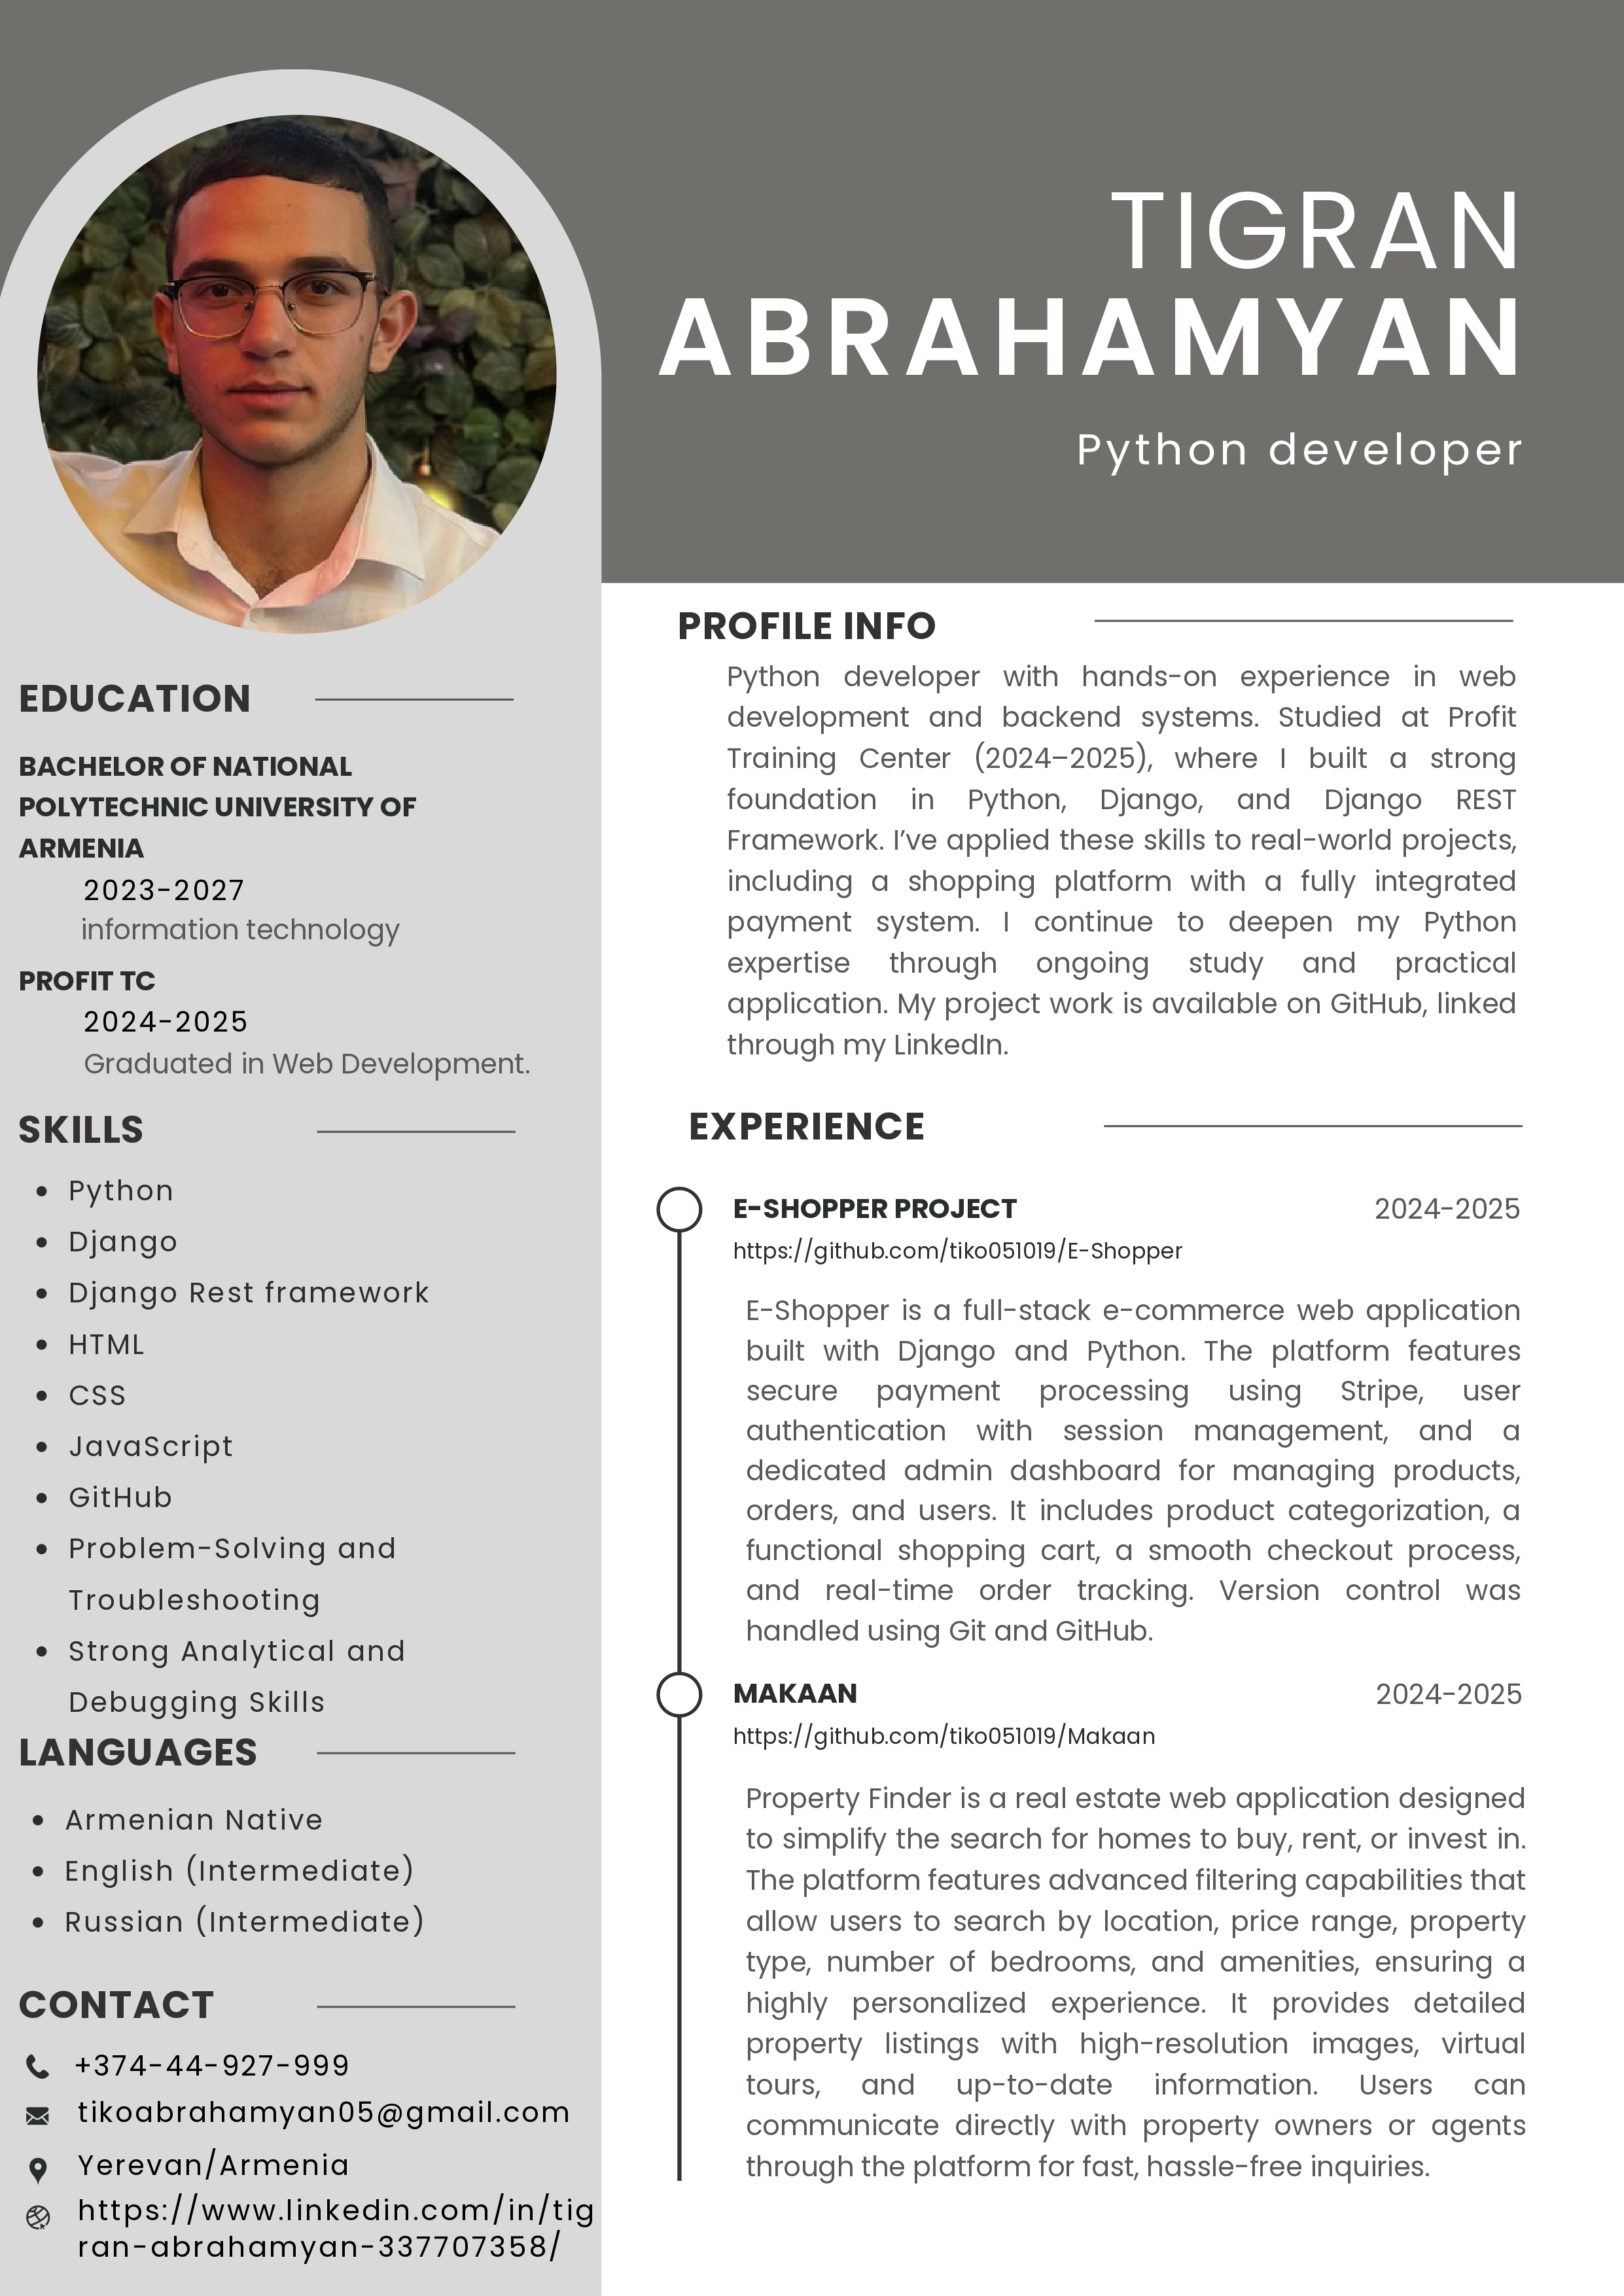 TIGRAN
ABRAHAMYAN
Python developer
EDUCATION
BACHELOR OF NATIONAL
POLYTECHNIC UNIVERSITY OF
ARMENIA
2023-2027
information technology
PROFIT TC
2024-2025
Graduated in Web Development.
SKILLS
• Python
• Django
• Django Rest framework
• HTML
• CSS
• JavaScript
• GitHub
• Problem-Solving and
Troubleshooting
• Strong Analytical and
Debugging Skills
LANGUAGES
• Armenian Native
• English (Intermediate)
• Russian (Intermediate)
CONTACT
+374-44-927-999
tikoabrahamyan05@gmail.com
Yerevan/Armenia
https://www.linkedin.com/in/tig
ran-abrahamyan-337707358/
PROFILE INFO
Python developer with hands-on experience in web
development and backend systems. Studied at Profit
Training Center (2024–2025), where I built a strong
foundation in Python, Django, and Django REST
Framework. I’ve applied these skills to real-world projects,
including a shopping platform with a fully integrated
payment system. I continue to deepen my Python
expertise through ongoing study and practical
application. My project work is available on GitHub, linked
through my LinkedIn.
EXPERIENCE
E-SHOPPER PROJECT 2024-2025
https://github.com/tiko051019/E-Shopper
E-Shopper is a full-stack e-commerce web application
built with Django and Python. The platform features
secure payment processing using Stripe, user
authentication with session management, and a
dedicated admin dashboard for managing products,
orders, and users. It includes product categorization, a
functional shopping cart, a smooth checkout process,
and real-time order tracking. Version control was
handled using Git and GitHub.
MAKAAN 2024-2025
https://github.com/tiko051019/Makaan
Property Finder is a real estate web application designed
to simplify the search for homes to buy, rent, or invest in.
The platform features advanced filtering capabilities that
allow users to search by location, price range, property
type, number of bedrooms, and amenities, ensuring a
highly personalized experience. It provides detailed
property listings with high-resolution images, virtual
tours, and up-to-date information. Users can
communicate directly with property owners or agents
through the platform for fast, hassle-free inquiries.